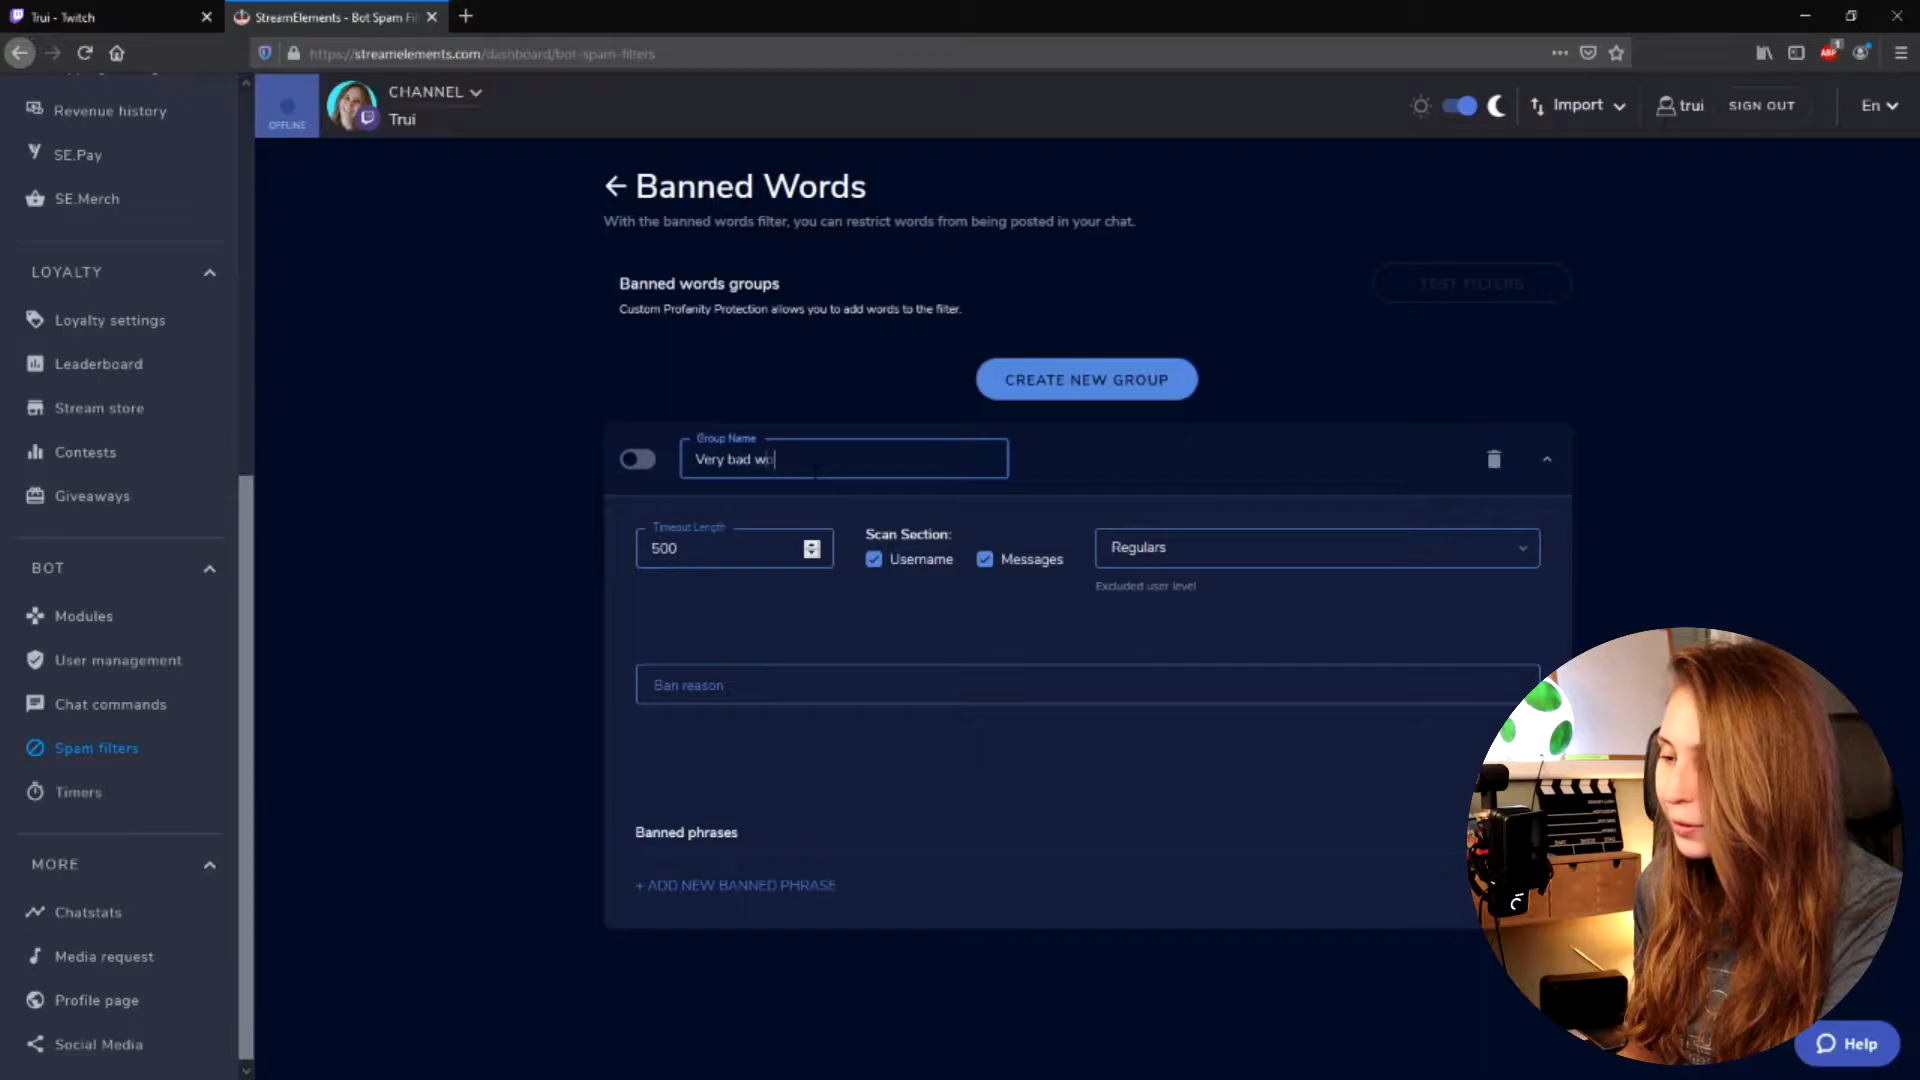 Trui - Twitch
StreamElements - Bot Spam Fi
https://streamelements.com/dashboard/bot-spam-filters
ABP
1
Revenue history
SE.Pay
SE.Merch
LOYALTY
Loyalty settings
Leaderboard
Stream store
Contests
Giveaways
BOT
Modules
User management
Chat commands
Spam filters
Timers
MORE
Chatstats
Media request
Profile page
Social Media
OFFLINE
CHANNEL
Trui
Import
trui
SIGN OUT
En
Banned Words
With the banned words filter, you can restrict words from being posted in your chat.
Banned words groups
Custom Profanity Protection allows you to add words to the filter.
TEST FILTERS
CREATE NEW GROUP
Group Name
Very bad wo
Timeout Length
500
Scan Section:
Username
Messages
Regulars
Excluded user level
Ban reason
Banned phrases
+ ADD NEW BANNED PHRASE
Help